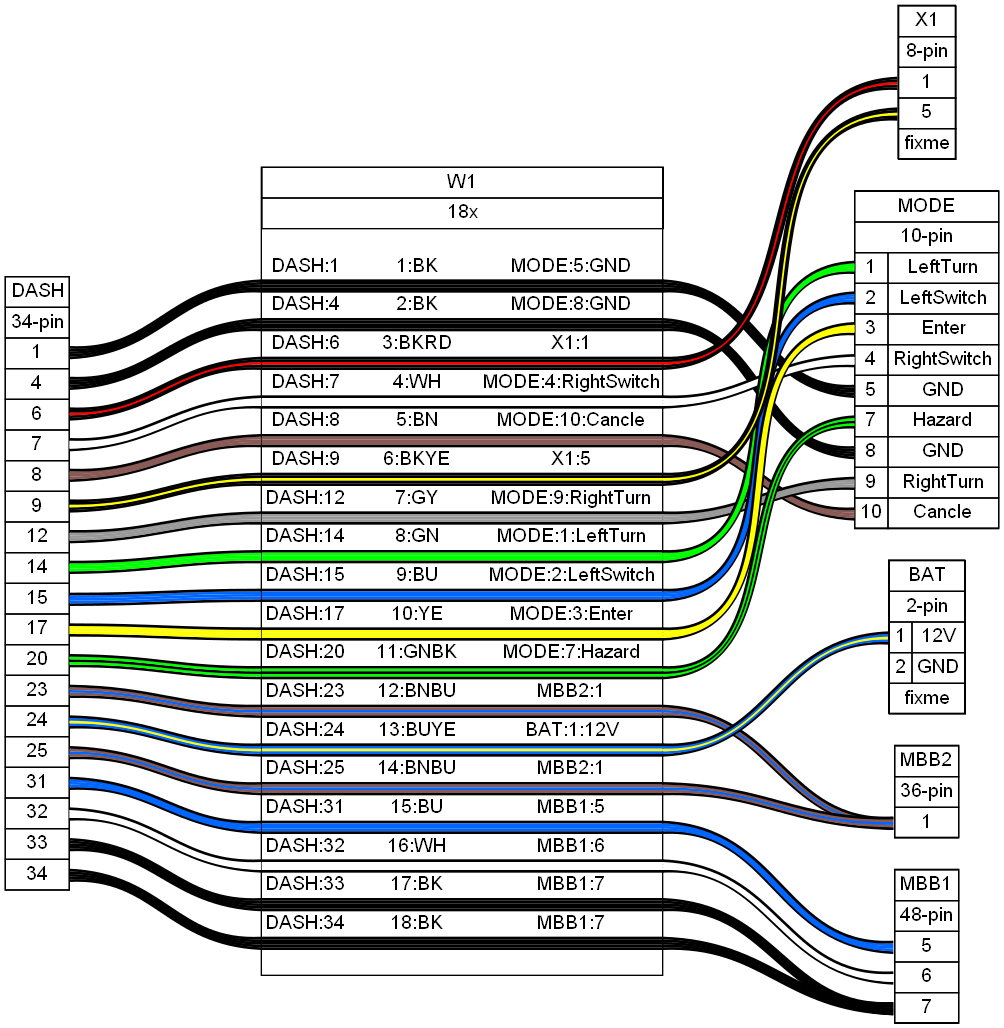 X1
8-pin
1
5
fixme
W1
18x
DASH:1 1:BK MODE:5:GND
DASH:4 2:BK MODE:8:GND
DASH:6 3:BKRD X1:1
DASH:7 4:WH MODE:4:RightSwitch
DASH:8 5:BN MODE:10:Cancle
DASH:9 6:BKYE X1:5
DASH:12 7:GY MODE:9:RightTurn
DASH:14 8:GN MODE:1:LeftTurn
DASH:15 9:BU MODE:2:LeftSwitch
DASH:17 10:YE MODE:3:Enter
DASH:20 11:GNBK MODE:7:Hazard
DASH:23 12:BNBU MBB2:1
DASH:24 13:BUYE BAT:1:12V
DASH:25 14:BNBU MBB2:1
DASH:31 15:BU MBB1:5
DASH:32 16:WH MBB1:6
DASH:33 17:BK MBB1:7
DASH:34 18:BK MBB1:7
DASH
34-pin
1
4
6
7
8
9
12
14
15
17
20
23
24
25
31
32
33
34
MODE
10-pin
1 LeftTurn
2 LeftSwitch
3 Enter
4 RightSwitch
5 GND
7 Hazard
8 GND
9 RightTurn
10 Cancle
BAT
2-pin
1 12V
2 GND
fixme
MBB2
36-pin
1
MBB1
48-pin
5
6
7